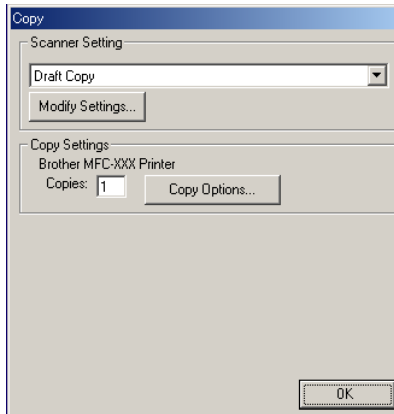 Copy
Scanner Setting
Draft Copy
Modify Settings...
Copy Settings
Brother MFC-XXX Printer
Copies: 1 Copy Options...
OK